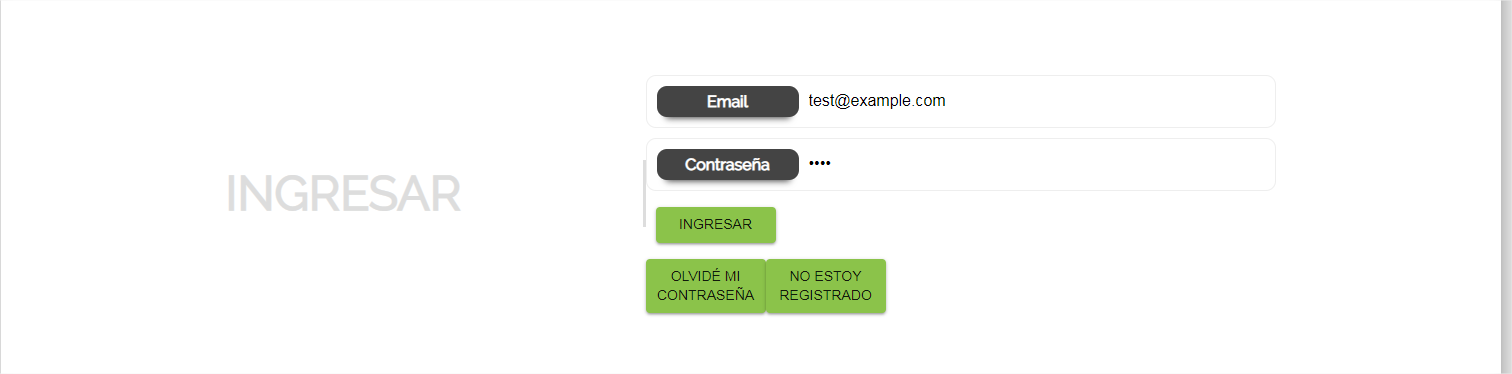 INGRESAR
Email
test@example.com
Contraseña
••••
INGRESAR
OLVIDÉ MI
CONTRASEÑA
NO ESTOY
REGISTRADO